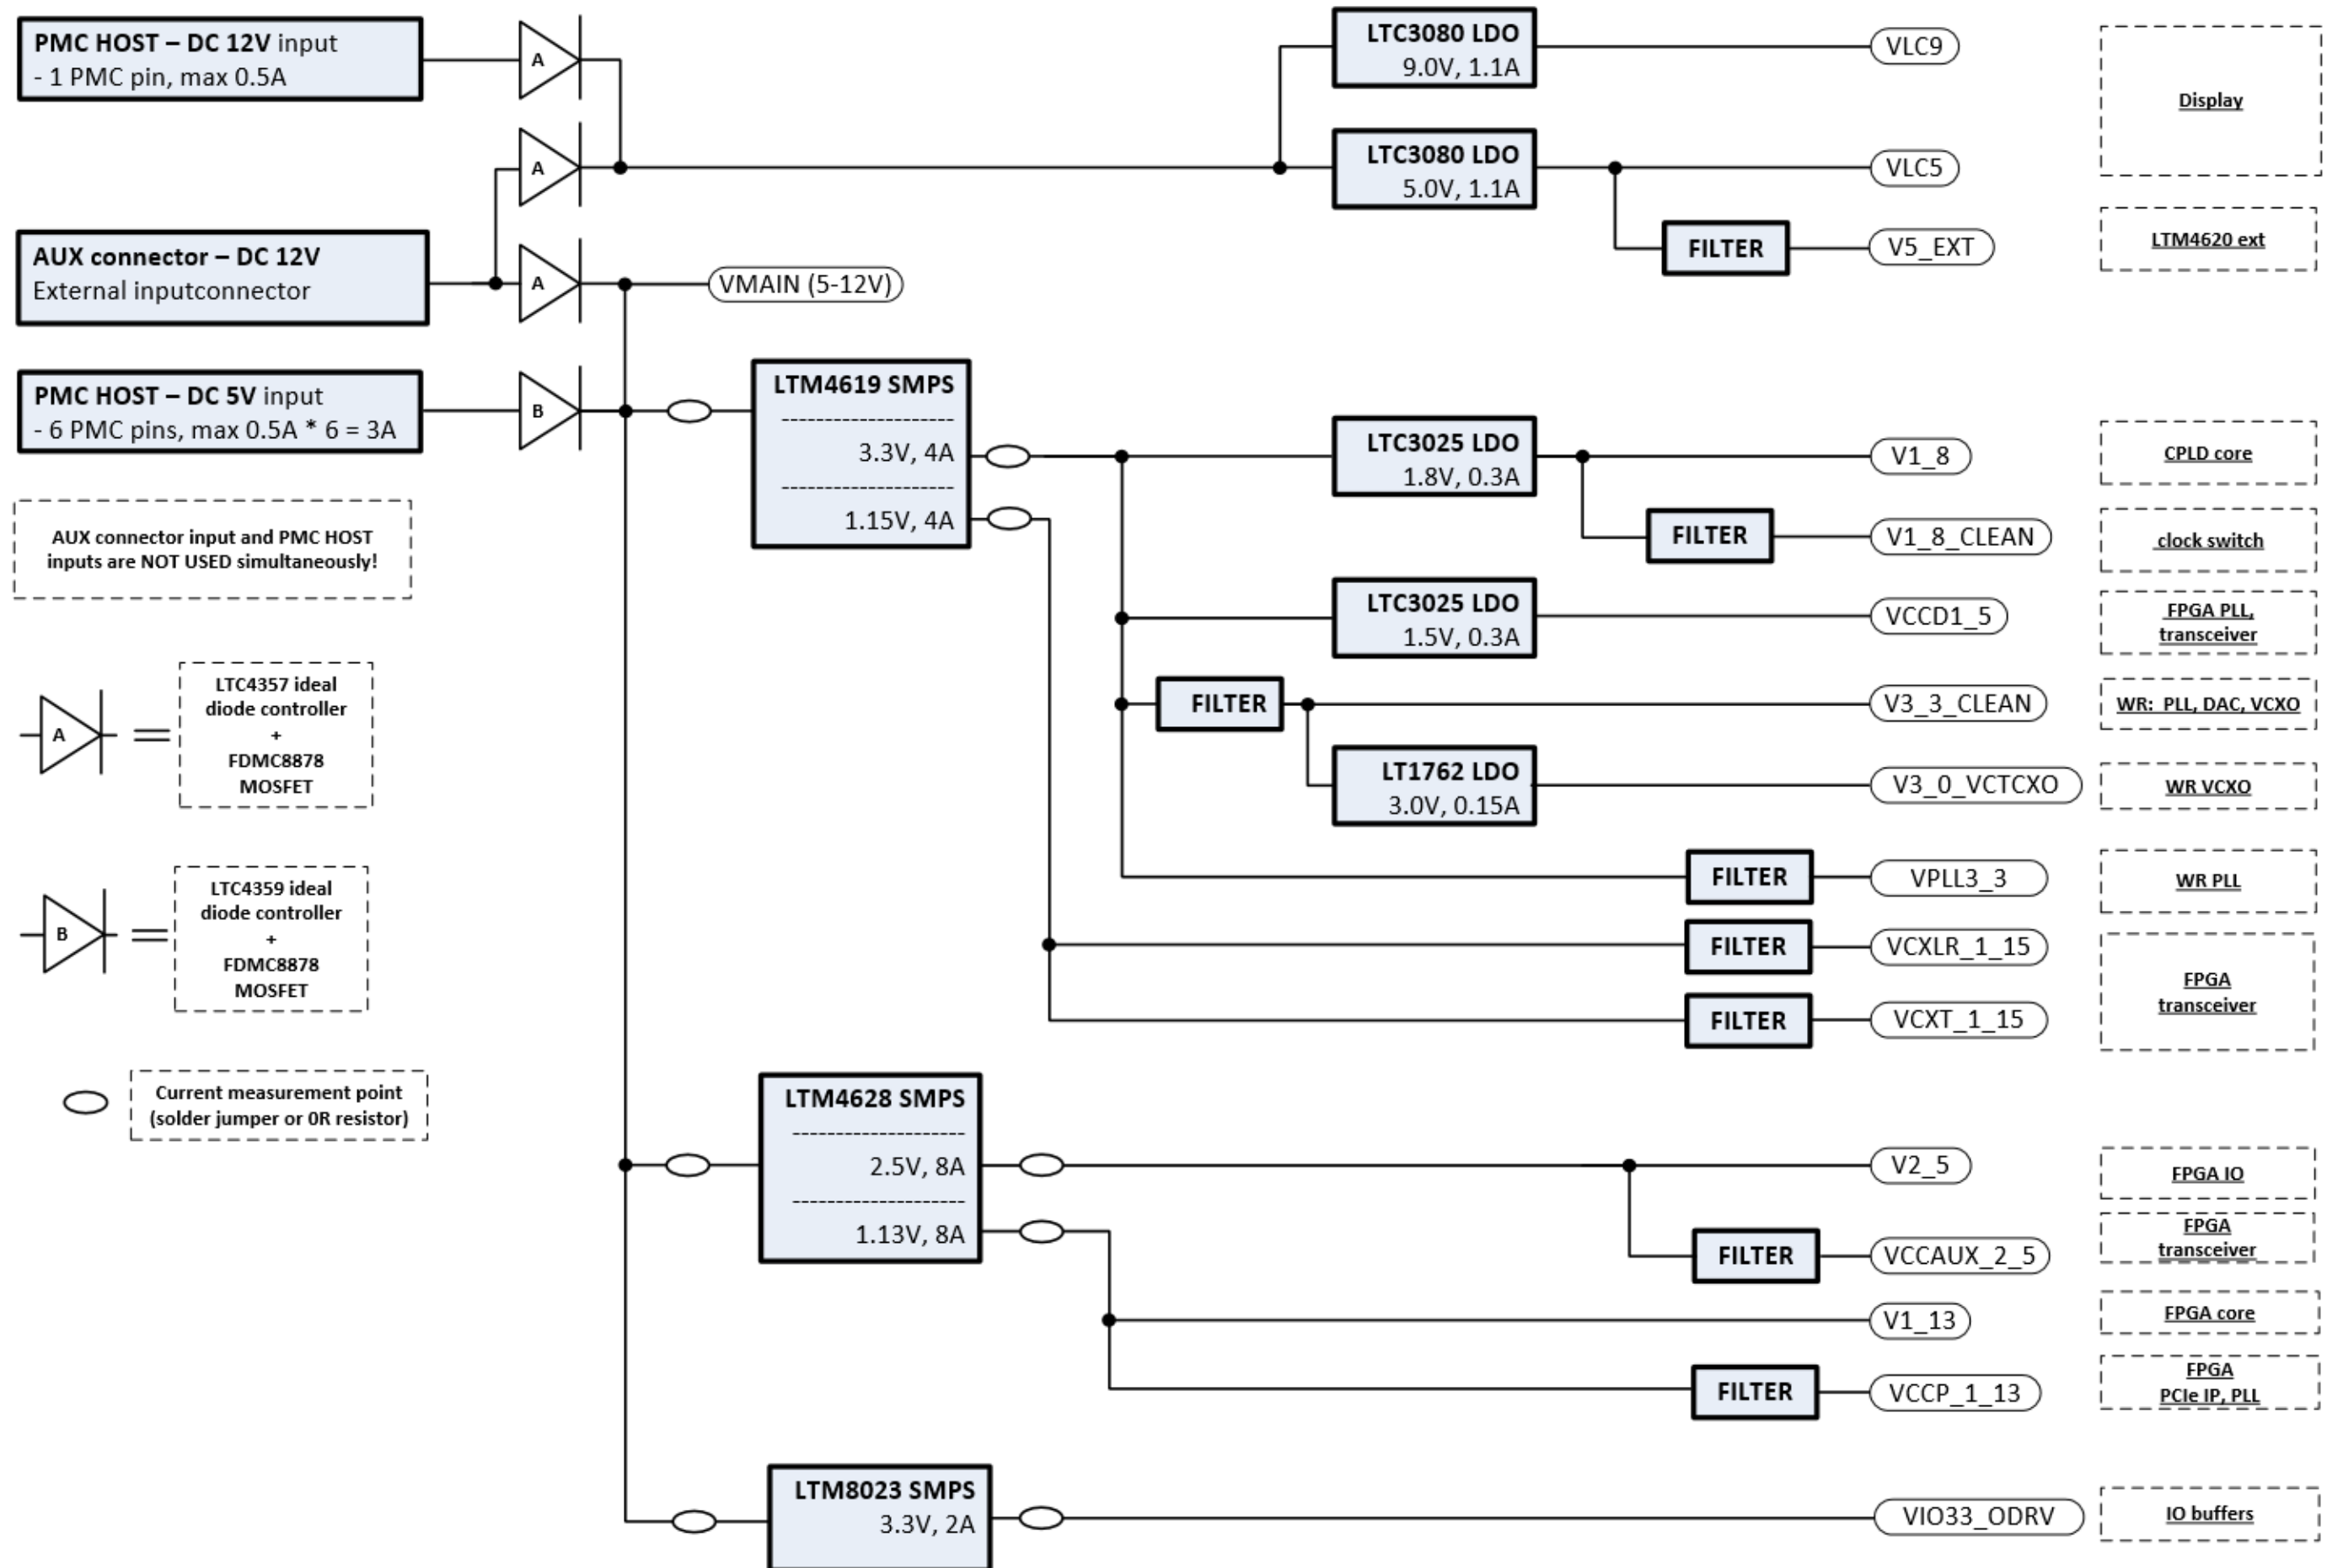 PMC HOST – DC 12V input
- 1 PMC pin, max 0.5A
A
A
AUX connector – DC 12V
External inputconnector
A
VMAIN (5-12V)
PMC HOST – DC 5V input
- 6 PMC pins, max 0.5A * 6 = 3A
B
AUX connector input and PMC HOST
inputs are NOT USED simultaneously!
A
LTC4357 ideal
diode controller
+
FDMC8878
MOSFET
B
LTC4359 ideal
diode controller
+
FDMC8878
MOSFET
Current measurement point
(solder jumper or 0R resistor)
LTM4619 SMPS
3.3V, 4A
1.15V, 4A
LTM4628 SMPS
2.5V, 8A
1.13V, 8A
LTM8023 SMPS
3.3V, 2A
LTC3080 LDO
9.0V, 1.1A
VLC9
Display
LTC3080 LDO
5.0V, 1.1A
VLC5
FILTER
V5_EXT
LTM4620 ext
LTC3025 LDO
1.8V, 0.3A
V1_8
CPLD core
FILTER
V1_8_CLEAN
clock switch
LTC3025 LDO
1.5V, 0.3A
VCCD1_5
FPGA PLL,
transceiver
FILTER
V3_3_CLEAN
WR: PLL, DAC, VCXO
LT1762 LDO
3.0V, 0.15A
V3_0_VCTCXO
WR VCXO
FILTER
VPLL3_3
WR PLL
FILTER
VCXLR_1_15
FPGA
transceiver
FILTER
VCXT_1_15
V2_5
FPGA IO
FILTER
VCCAUX_2_5
FPGA
transceiver
V1_13
FPGA core
FILTER
VCCP_1_13
FPGA
PCIe IP, PLL
VIO33_ODRV
IO buffers